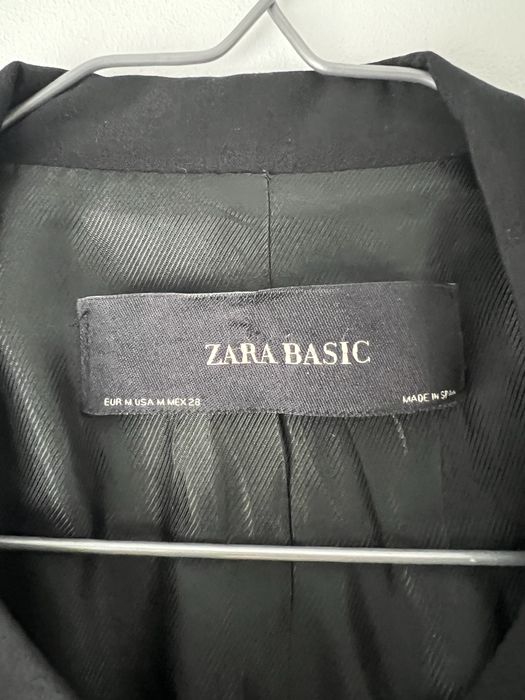 ZARA BASIC
EUR M USA M MEX 28
MADE IN SPAIN